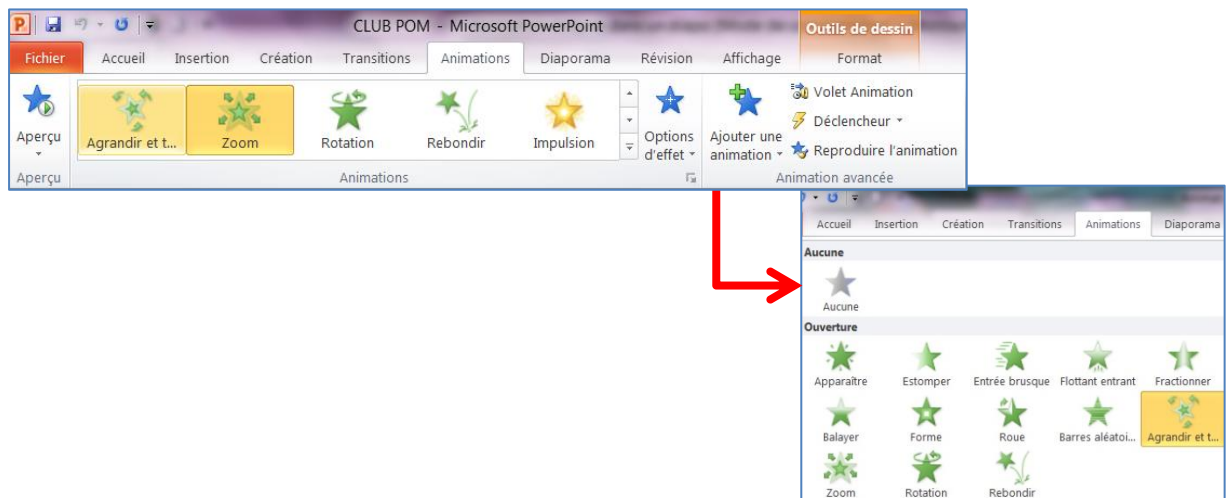 CLUB POM - Microsoft PowerPoint
Outils de dessin
Fichier Accueil Insertion Création Transitions Animations Diaporama Révision Affichage Format
Aperçu Agrandir et t... Zoom Rotation Rebondir Impulsion Options d'effet Ajouter une animation
Volet Animation
Déclencheur
Reproduire l'animation
Aperçu Animations Animation avancée
Accueil Insertion Création Transitions Animations Diaporama
Aucune
Aucune
Ouverture
Apparaître Estomper Entrée brusque Flottant entrant Fractionner
Balayer Forme Roue Barres aléatoi... Agrandir et t...
Zoom Rotation Rebondir